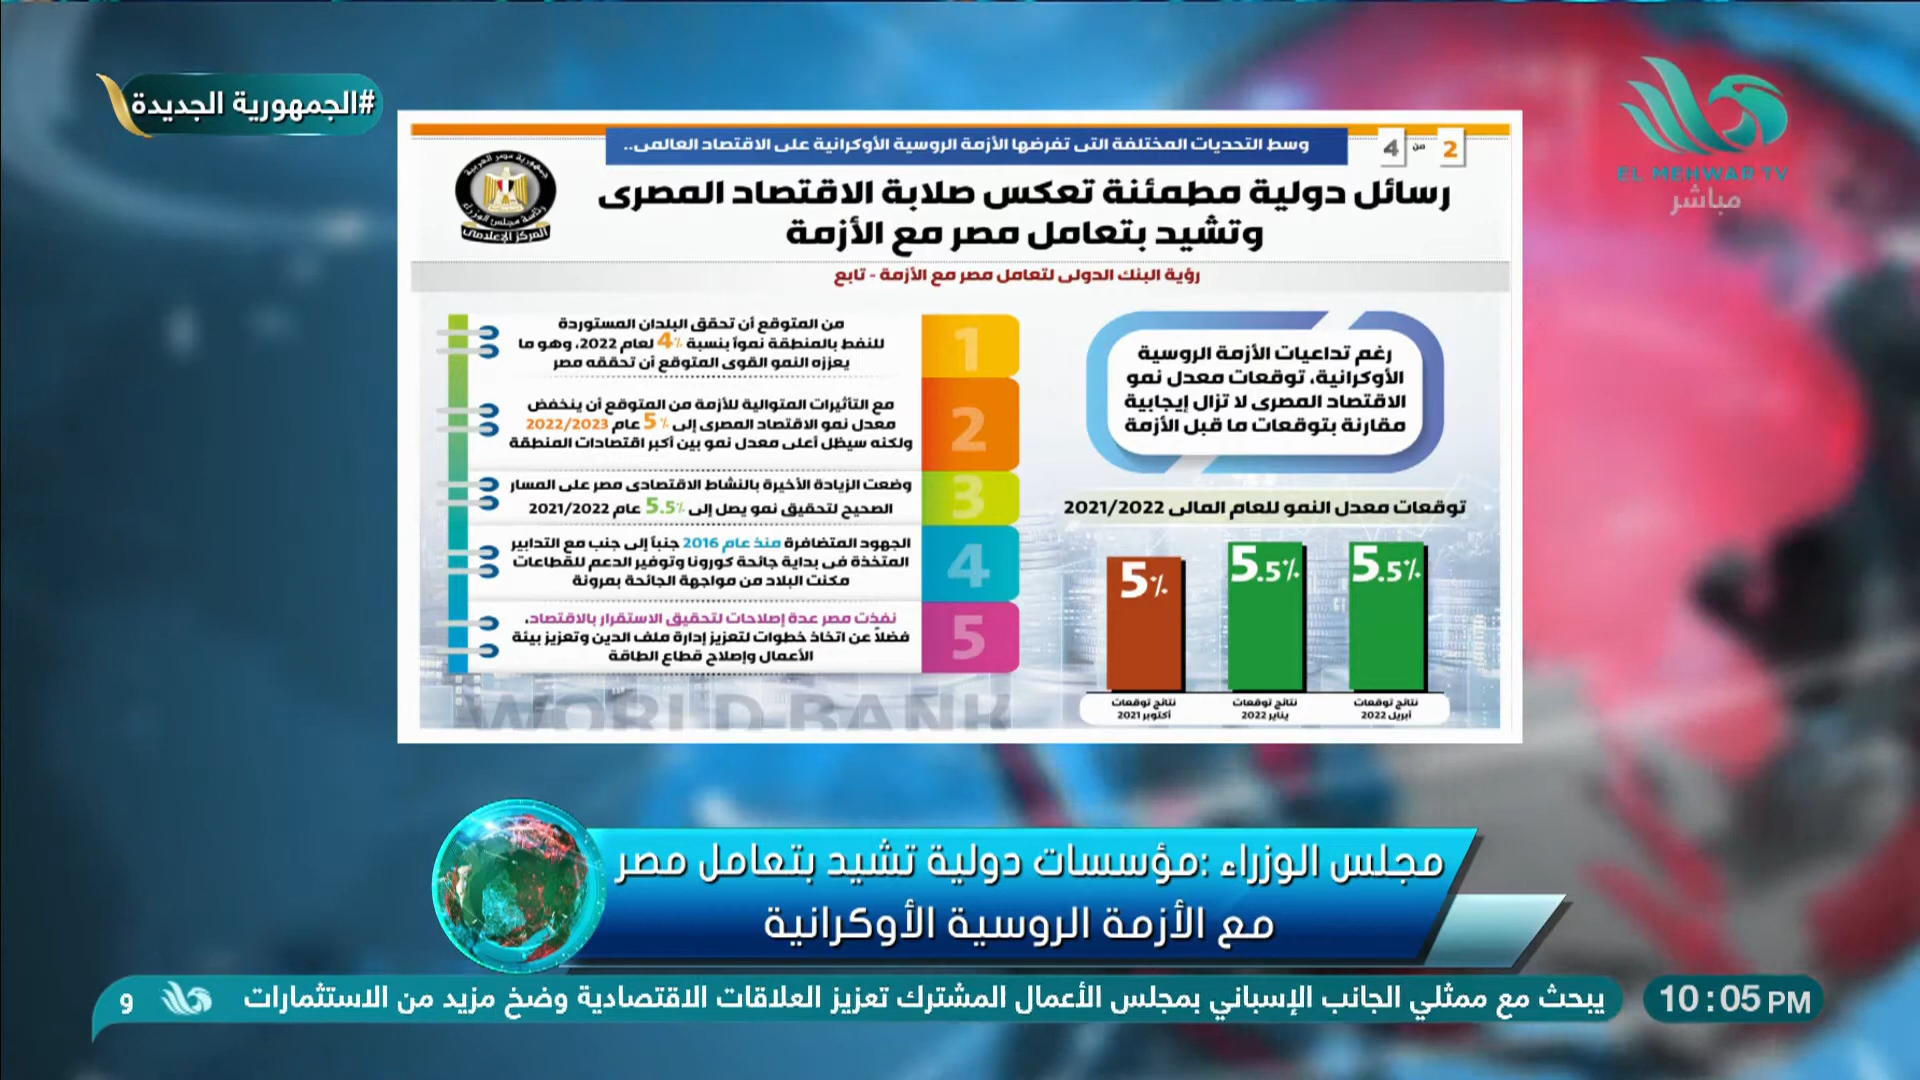 #الجمهورية الجديدة
EL MEHWAR TV
مباشر
2 من 4
وسط التحديات المختلفة التى تفرضها الأزمة الروسية الأوكرانية على الاقتصاد العالمى..
جمهورية مصر العربية
رئاسة مجلس الوزراء
المركز الإعلامى
رسائل دولية مطمئنة تعكس صلابة الاقتصاد المصرى
وتشيد بتعامل مصر مع الأزمة
رؤية البنك الدولى لتعامل مصر مع الأزمة - تابع
رغم تداعيات الأزمة الروسية
الأوكرانية، توقعات معدل نمو
الاقتصاد المصرى لا تزال إيجابية
مقارنة بتوقعات ما قبل الأزمة
توقعات معدل النمو للعام المالى 2021/2022
5.5٪
5.5٪
5٪
نتائج توقعات
أبريل 2022
نتائج توقعات
يناير 2022
نتائج توقعات
أكتوبر 2021
1
من المتوقع أن تحقق البلدان المستوردة
للنفط بالمنطقة نمواً بنسبة 4٪ لعام 2022، وهو ما
يعززه النمو القوى المتوقع أن تحققه مصر
2
مع التأثيرات المتوالية للأزمة من المتوقع أن ينخفض
معدل نمو الاقتصاد المصرى إلى 5٪ عام 2022/2023
ولكنه سيظل أعلى معدل نمو بين أكبر اقتصادات المنطقة
3
وضعت الزيادة الأخيرة بالنشاط الاقتصادى مصر على المسار
الصحيح لتحقيق نمو يصل إلى 5.5٪ عام 2021/2022
4
الجهود المتضافرة منذ عام 2016 جنباً إلى جنب مع التدابير
المتخذة فى بداية جائحة كورونا وتوفير الدعم للقطاعات
مكنت البلاد من مواجهة الجائحة بمرونة
5
نفذت مصر عدة إصلاحات لتحقيق الاستقرار بالاقتصاد،
فضلاً عن اتخاذ خطوات لتعزيز إدارة ملف الدين وتعزيز بيئة
الأعمال وإصلاح قطاع الطاقة
WORLD BANK
مجلس الوزراء :مؤسسات دولية تشيد بتعامل مصر
مع الأزمة الروسية الأوكرانية
10:05 PM
يبحث مع ممثلي الجانب الإسباني بمجلس الأعمال المشترك تعزيز العلاقات الاقتصادية وضخ مزيد من الاستثمارات
و